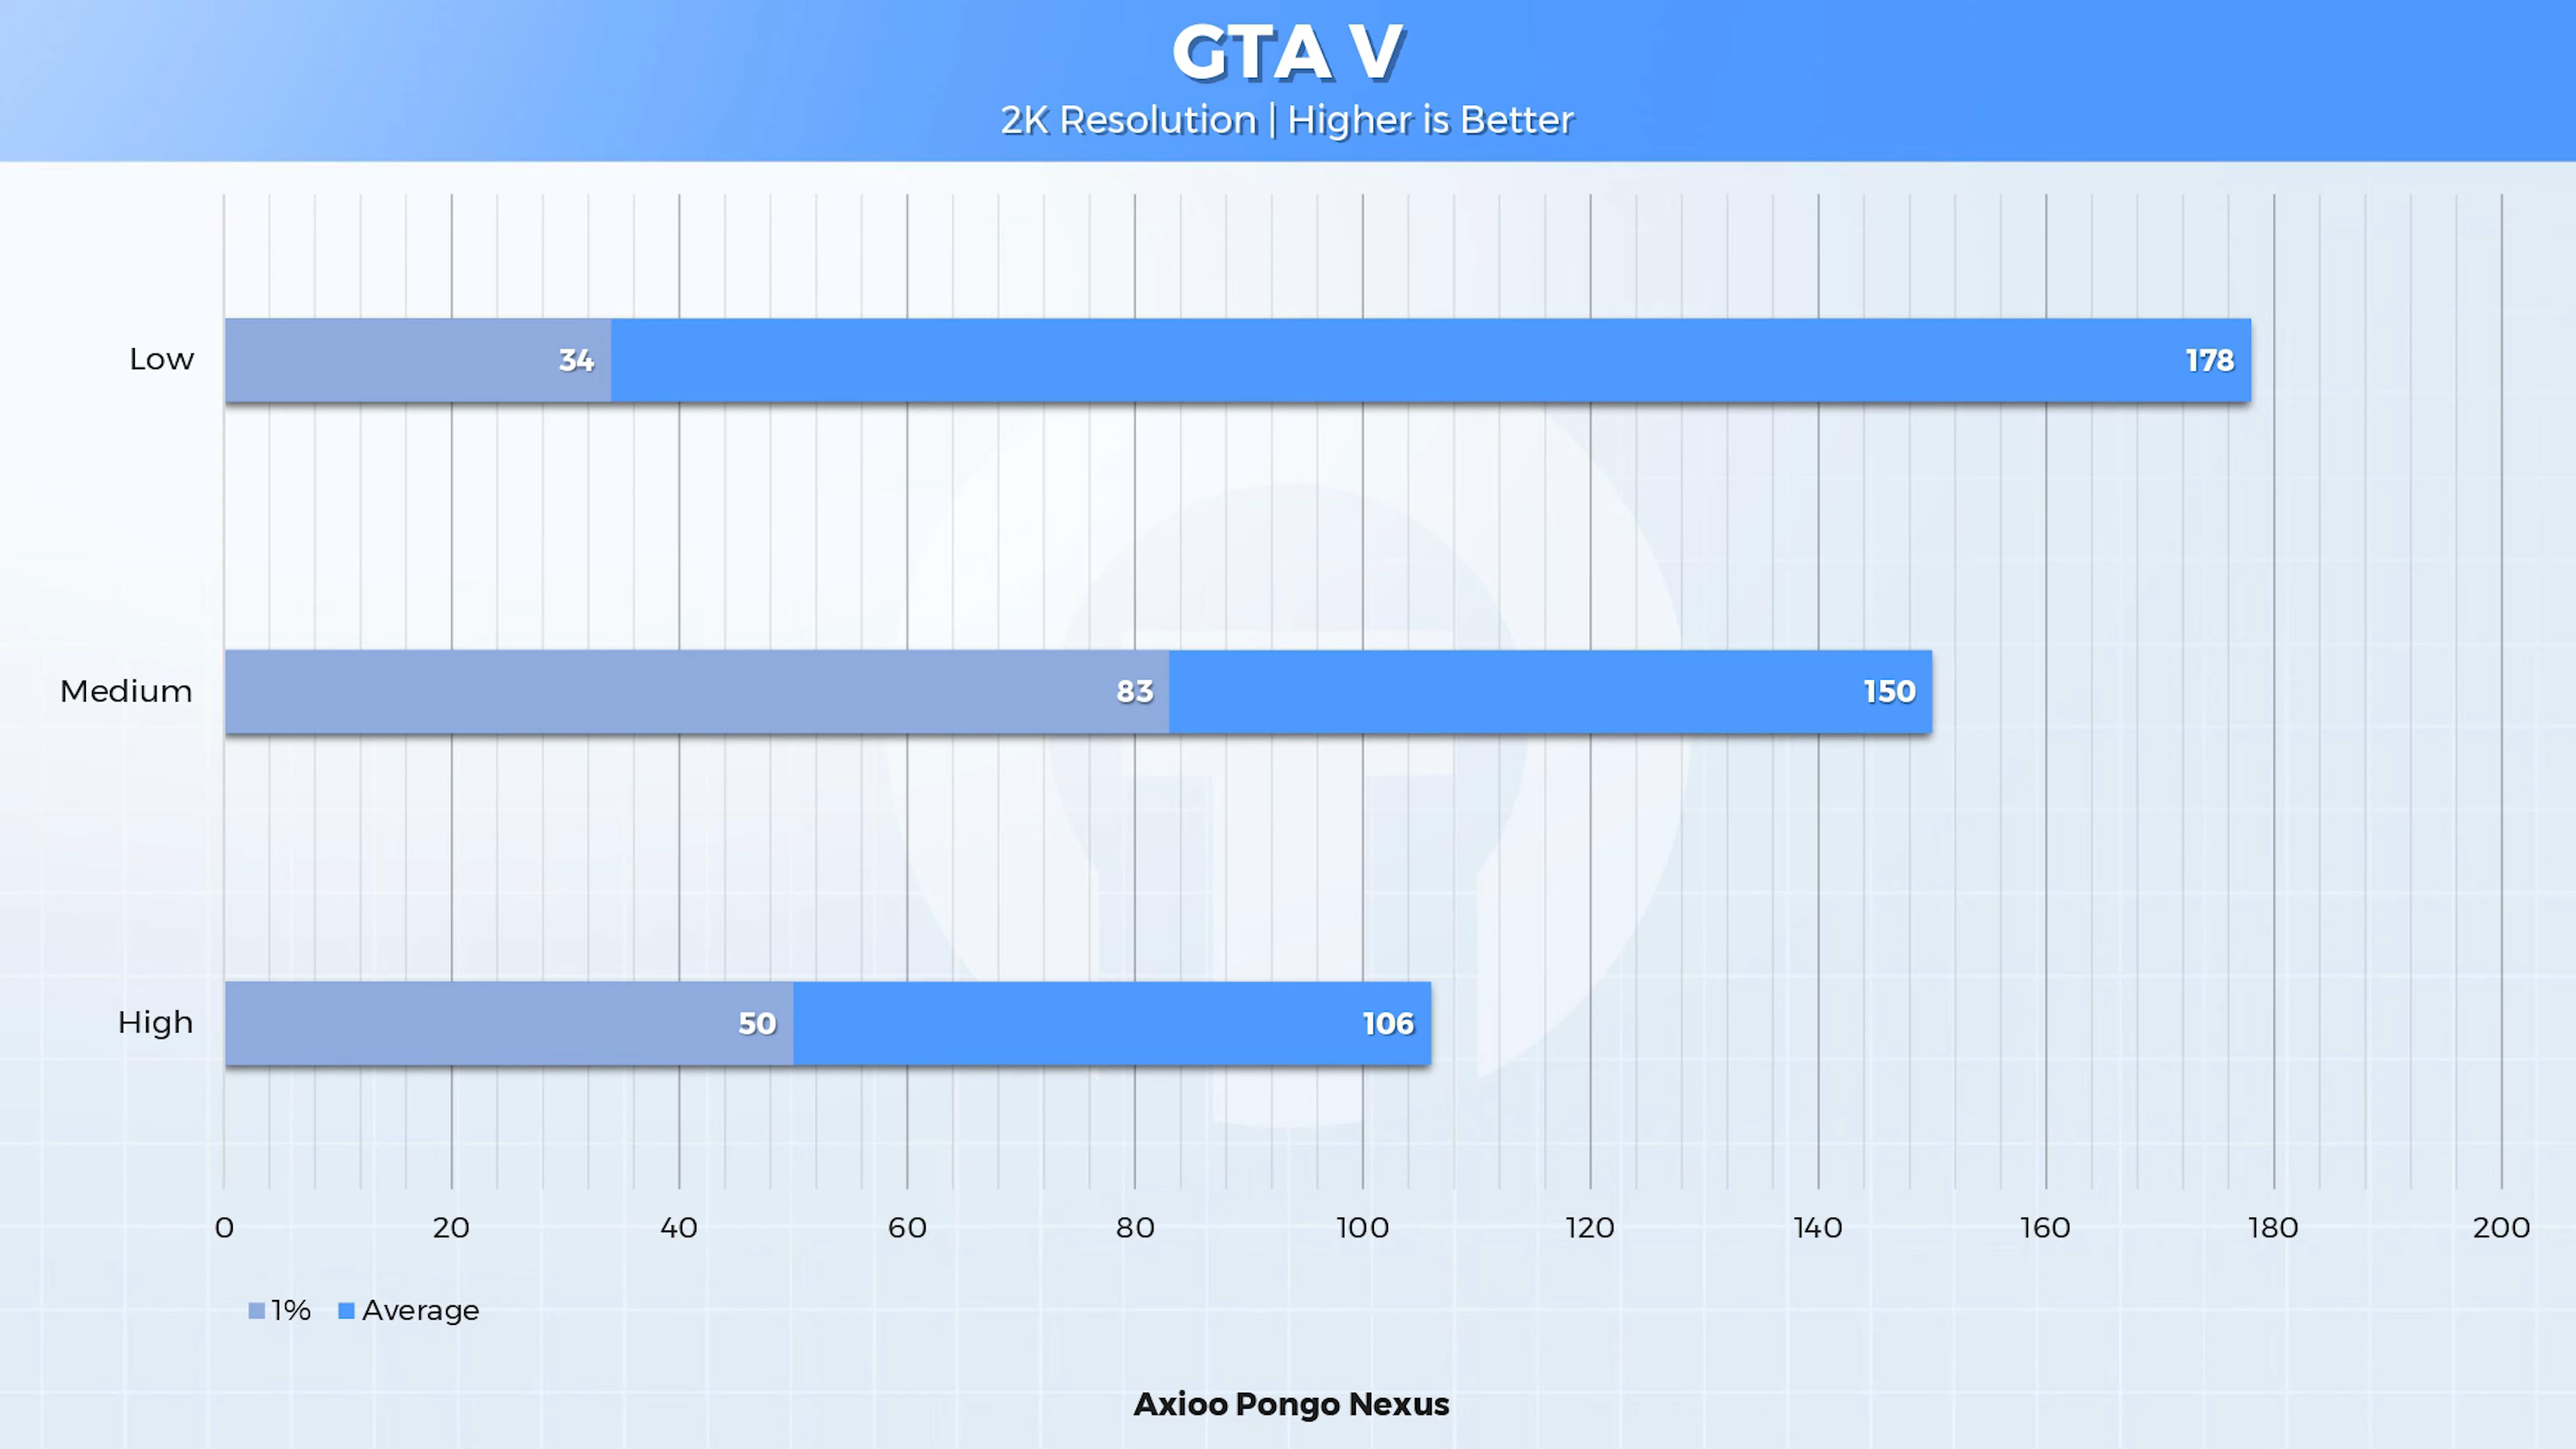 GTA V
2K Resolution | Higher is Better
Low
34
178
Medium
83
150
High
50
106
0 20 40 60 80 100 120 140 160 180 200
1% Average
Axioo Pongo Nexus